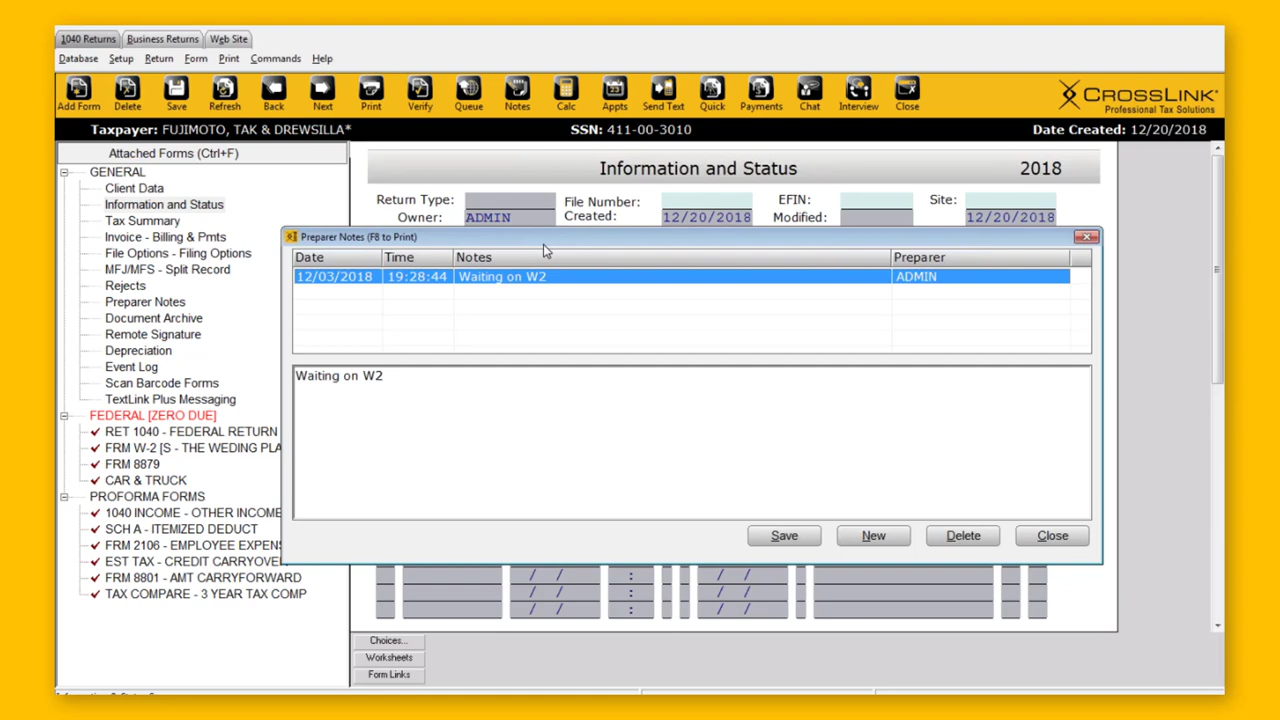 1040 Returns Business Returns Web Site
Database Setup Return Form Print Commands Help
Add Form Delete Save Refresh Back Next Print Verify Queue Notes Calc Appts Send Text Quick Payments Chat Interview Close
CROSSLINK
Professional Tax Solutions
Taxpayer: FUJIMOTO, TAK & DREWSILLA* SSN: 411-00-3010 Date Created: 12/20/2018
Attached Forms (Ctrl+F)
GENERAL
Client Data
Information and Status
Tax Summary
Invoice - Billing & Pmts
File Options - Filing Options
MFJ/MFS - Split Record
Rejects
Preparer Notes
Document Archive
Remote Signature
Depreciation
Event Log
Scan Barcode Forms
TextLink Plus Messaging
FEDERAL [ZERO DUE]
RET 1040 - FEDERAL RETURN
FRM W-2 [S - THE WEDING PLA
FRM 8879
CAR & TRUCK
PROFORMA FORMS
1040 INCOME - OTHER INCOME
SCH A - ITEMIZED DEDUCT
FRM 2106 - EMPLOYEE EXPEN
EST TAX - CREDIT CARRYOVE
FRM 8801 - AMT CARRYFORWARD
TAX COMPARE - 3 YEAR TAX COMP
Information and Status 2018
Return Type: File Number: EFIN: Site:
Owner: ADMIN Created: 12/20/2018 Modified: 12/20/2018
Preparer Notes (F8 to Print)
Date Time Notes Preparer
12/03/2018 19:28:44 Waiting on W2 ADMIN
Waiting on W2
Save New Delete Close
/ / : / /
/ / : / /
/ / : / /
Choices...
Worksheets
Form Links